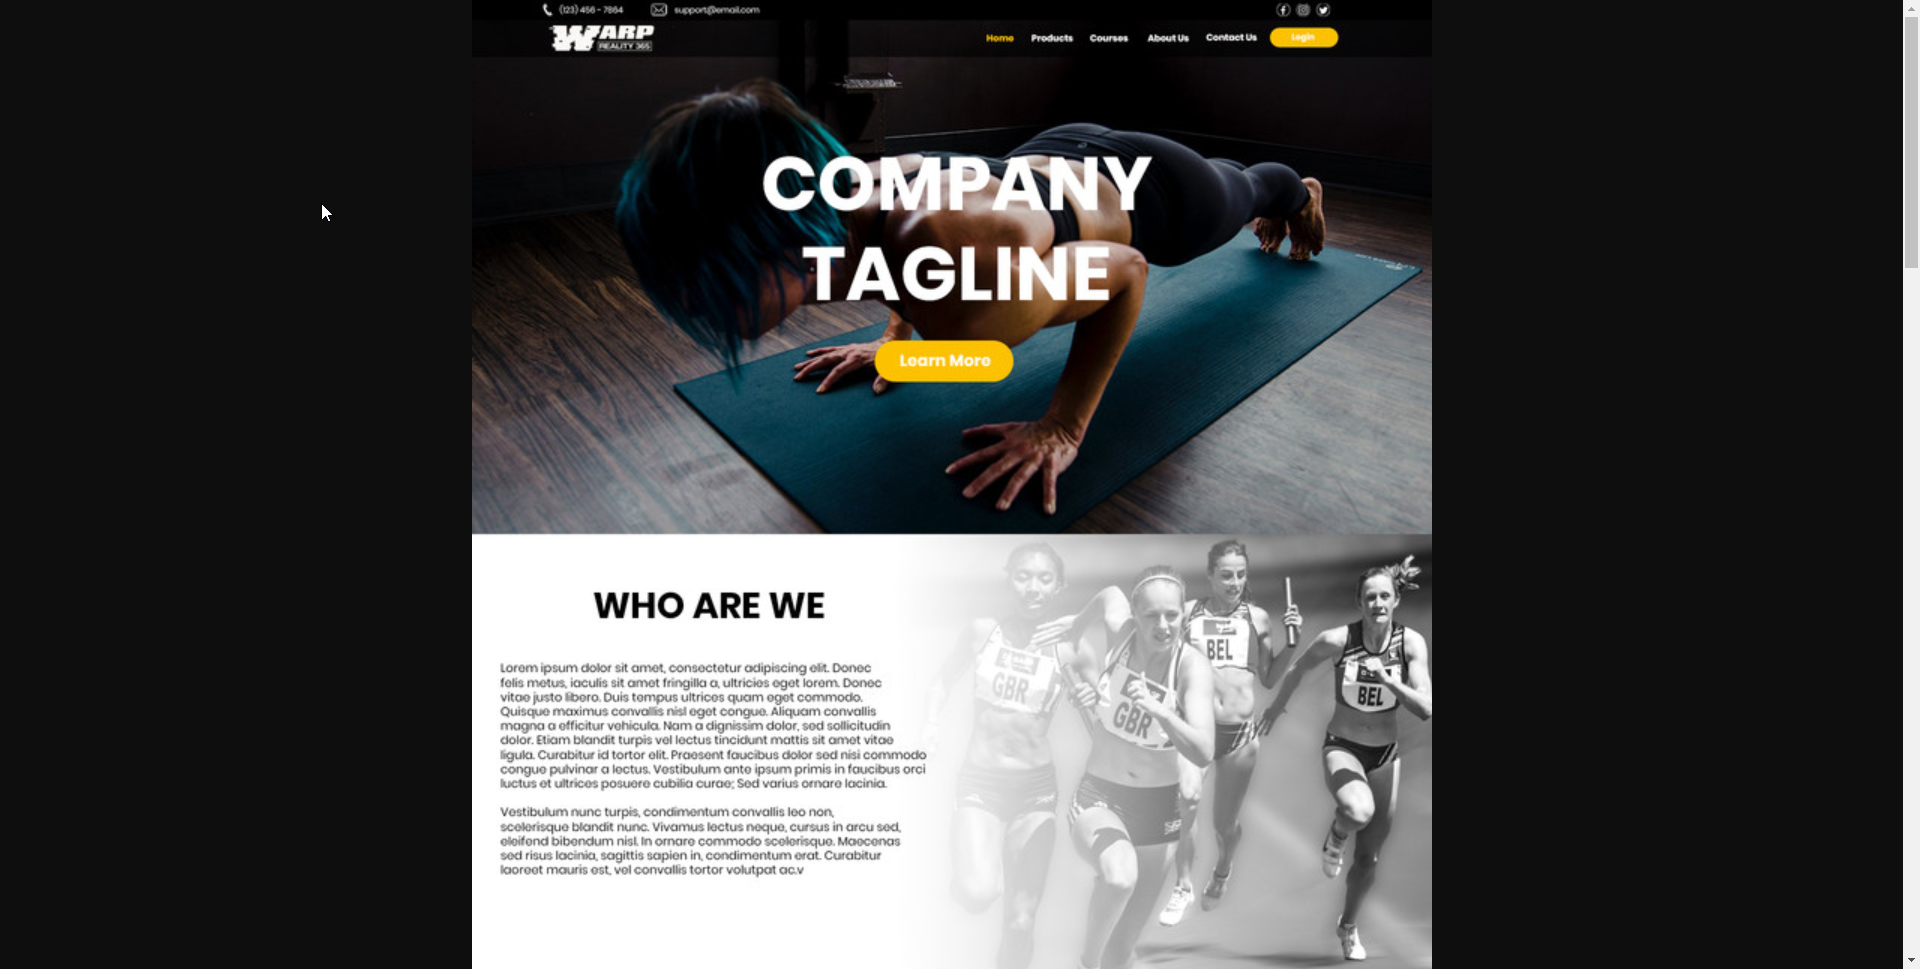 (123) 456 - 7864
support@email.com
WARP
REALITY 365
Home
Products
Courses
About Us
Contact Us
Login
COMPANY
TAGLINE
Learn More
WHO ARE WE
Lorem ipsum dolor sit amet, consectetur adipiscing elit. Donec
felis metus, iaculis sit amet fringilla a, ultricies eget lorem. Donec
vitae justo libero. Duis tempus ultrices quam eget commodo.
Quisque maximus convallis nisl eget congue. Aliquam convallis
magna a efficitur vehicula. Nam a dignissim dolor, sed sollicitudin
dolor. Etiam blandit turpis vel lectus tincidunt mattis sit amet vitae
ligula. Curabitur id tortor elit. Praesent faucibus dolor sed nisi commodo
congue pulvinar a lectus. Vestibulum ante ipsum primis in faucibus orci
luctus et ultrices posuere cubilia curae; Sed varius ornare lacinia.
Vestibulum nunc turpis, condimentum convallis leo non,
scelerisque blandit nunc. Vivamus lectus neque, cursus in arcu sed,
eleifend bibendum nisl. In ornare commodo scelerisque. Maecenas
sed risus lacinia, sagittis sapien in, condimentum erat. Curabitur
laoreet mauris est, vel convallis tortor volutpat ac.v
GBR
GBR
BEL
BEL